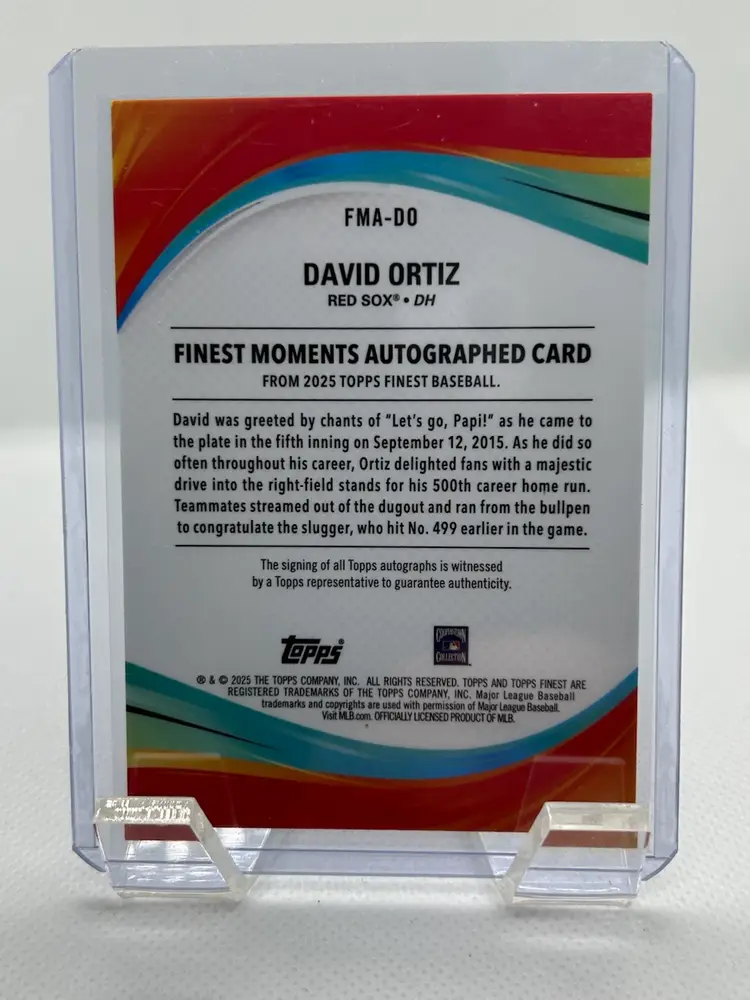 FMA-DO
DAVID ORTIZ
RED SOX® • DH
FINEST MOMENTS AUTOGRAPHED CARD
FROM 2025 TOPPS FINEST BASEBALL.
David was greeted by chants of "Let's go, Papi!" as he came to
the plate in the fifth inning on September 12, 2015. As he did so
often throughout his career, Ortiz delighted fans with a majestic
drive into the right-field stands for his 500th career home run.
Teammates streamed out of the dugout and ran from the bullpen
to congratulate the slugger, who hit No. 499 earlier in the game.
The signing of all Topps autographs is witnessed
by a Topps representative to guarantee authenticity.
Topps®
COOPERSTOWN
COLLECTION
® & © 2025 THE TOPPS COMPANY, INC. ALL RIGHTS RESERVED. TOPPS AND TOPPS FINEST ARE
REGISTERED TRADEMARKS OF THE TOPPS COMPANY, INC. Major League Baseball
trademarks and copyrights are used with permission of Major League Baseball.
Visit MLB.com. OFFICIALLY LICENSED PRODUCT OF MLB.